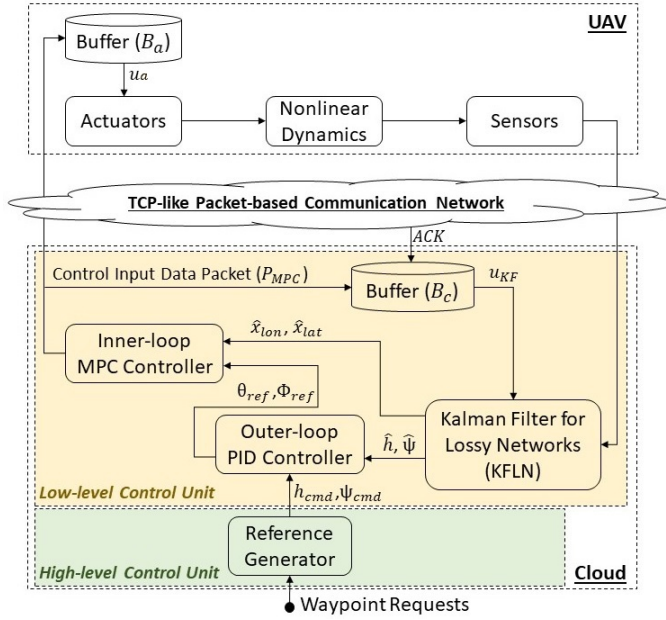 UAV
Buffer (𝐵ₐ)
𝑢ₐ
Actuators
Nonlinear
Dynamics
Sensors
TCP-like Packet-based Communication Network
ACK
Control Input Data Packet (P_MPC)
Buffer (B_c)
u_KF
Inner-loop
MPC Controller
x̂_lon, x̂_lat
θ_ref,Φ_ref
Outer-loop
PID Controller
ĥ, ψ̂
Kalman Filter for
Lossy Networks
(KFLN)
Low-level Control Unit
h_cmd,ψ_cmd
Reference
Generator
High-level Control Unit
Cloud
Waypoint Requests